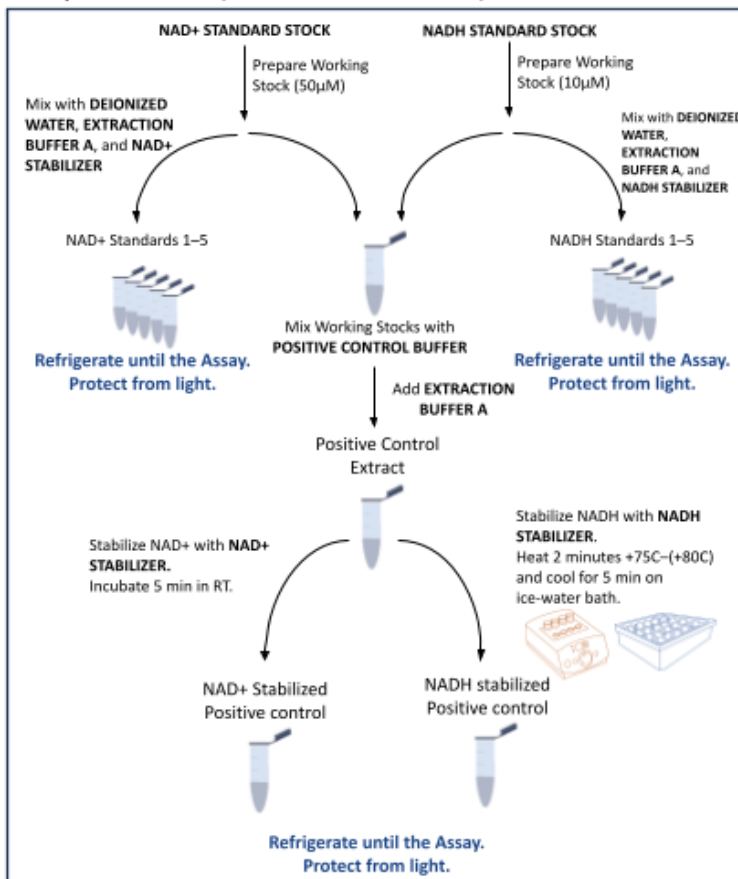 NAD+ STANDARD STOCK
NADH STANDARD STOCK
Prepare Working
Stock (50µM)
Prepare Working
Stock (10µM)
Mix with DEIONIZED
WATER, EXTRACTION
BUFFER A, and NAD+
STABILIZER
Mix with DEIONIZED
WATER,
EXTRACTION
BUFFER A, and
NADH STABILIZER
NAD+ Standards 1–5
NADH Standards 1–5
Refrigerate until the Assay.
Protect from light.
Mix Working Stocks with
POSITIVE CONTROL BUFFER
Refrigerate until the Assay.
Protect from light.
Add EXTRACTION
BUFFER A
Positive Control
Extract
Stabilize NAD+ with NAD+
STABILIZER.
Incubate 5 min in RT.
Stabilize NADH with NADH
STABILIZER.
Heat 2 minutes +75C–(+80C)
and cool for 5 min on
ice-water bath.
NAD+ Stabilized
Positive control
NADH stabilized
Positive control
Refrigerate until the Assay.
Protect from light.